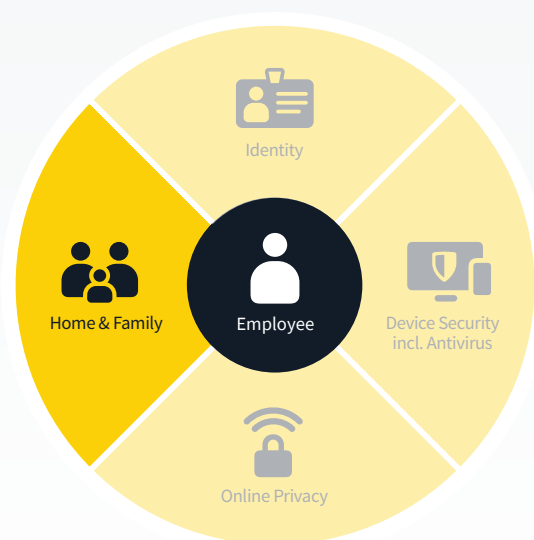 Identity
Home & Family
Employee
Device Security
incl. Antivirus
Online Privacy